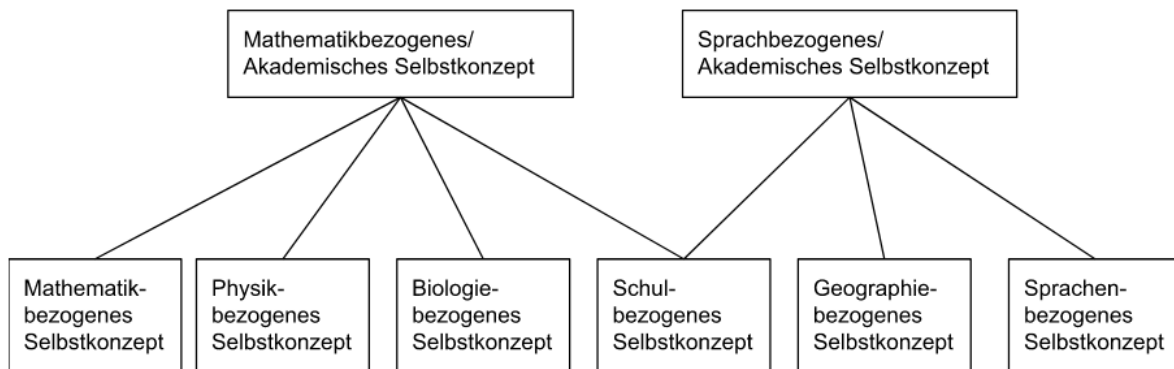 Mathematikbezogenes/
Akademisches Selbstkonzept
Sprachbezogenes/
Akademisches Selbstkonzept
Mathematik-
bezogenes
Selbstkonzept
Physik-
bezogenes
Selbstkonzept
Biologie-
bezogenes
Selbstkonzept
Schul-
bezogenes
Selbstkonzept
Geographie-
bezogenes
Selbstkonzept
Sprachen-
bezogenes
Selbstkonzept